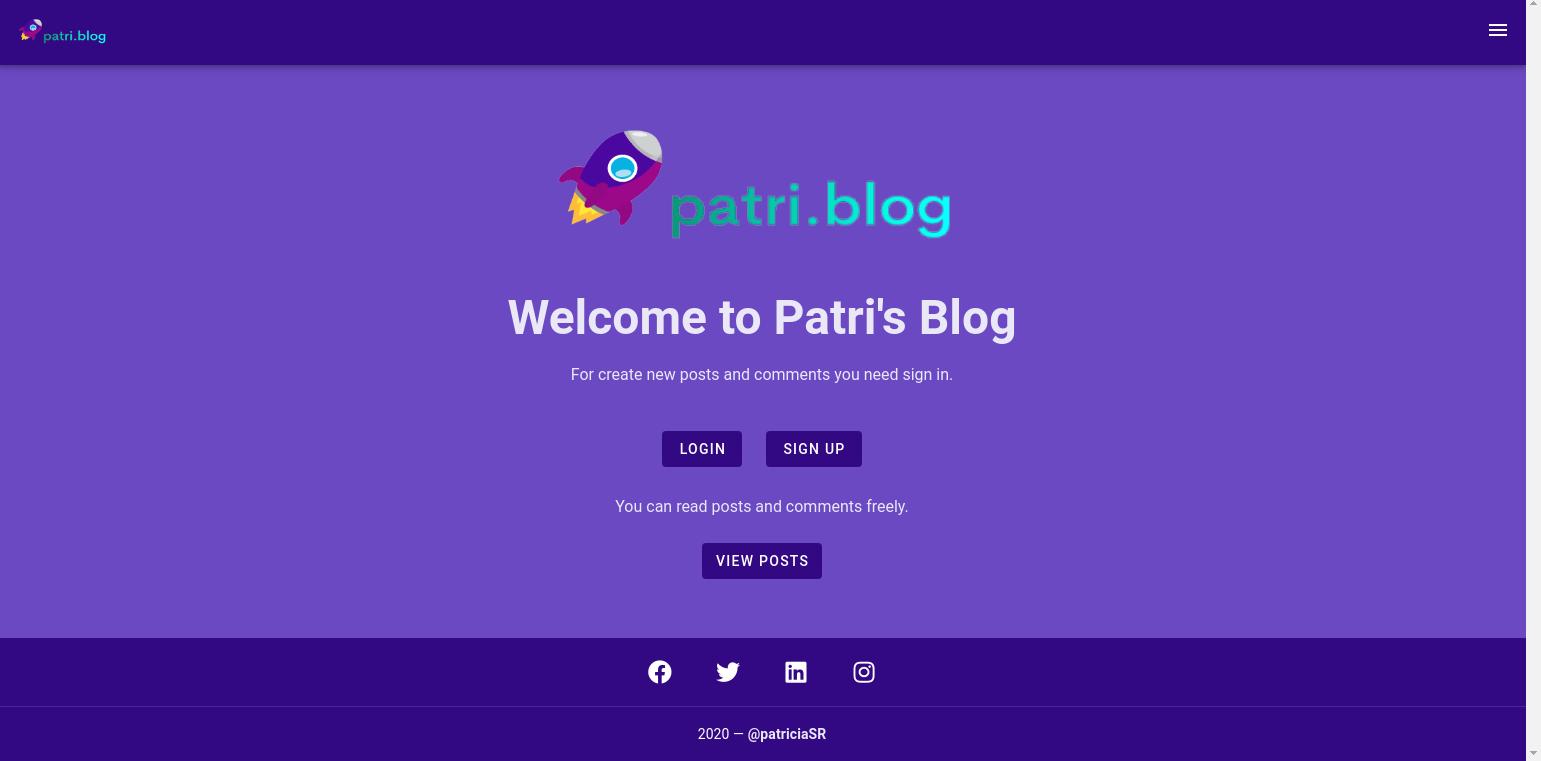 patri.blog
patri.blog
Welcome to Patri's Blog
For create new posts and comments you need sign in.
LOGIN SIGN UP
You can read posts and comments freely.
VIEW POSTS
2020 — @patriciaSR